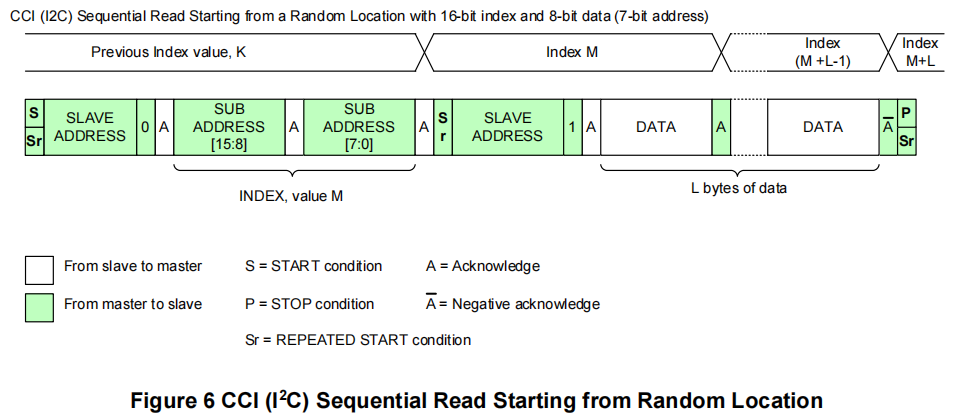 CCI (I2C) Sequential Read Starting from a Random Location with 16-bit index and 8-bit data (7-bit address)
Previous Index value, K
Index M
Index
(M +L-1)
Index
M+L
S
Sr
SLAVE
ADDRESS
0
A
SUB
ADDRESS
[15:8]
A
SUB
ADDRESS
[7:0]
A
S
r
SLAVE
ADDRESS
1
A
DATA
A
DATA
A̅
P
Sr
INDEX, value M
L bytes of data
From slave to master
S = START condition
A = Acknowledge
From master to slave
P = STOP condition
A̅ = Negative acknowledge
Sr = REPEATED START condition
Figure 6 CCI (I²C) Sequential Read Starting from Random Location